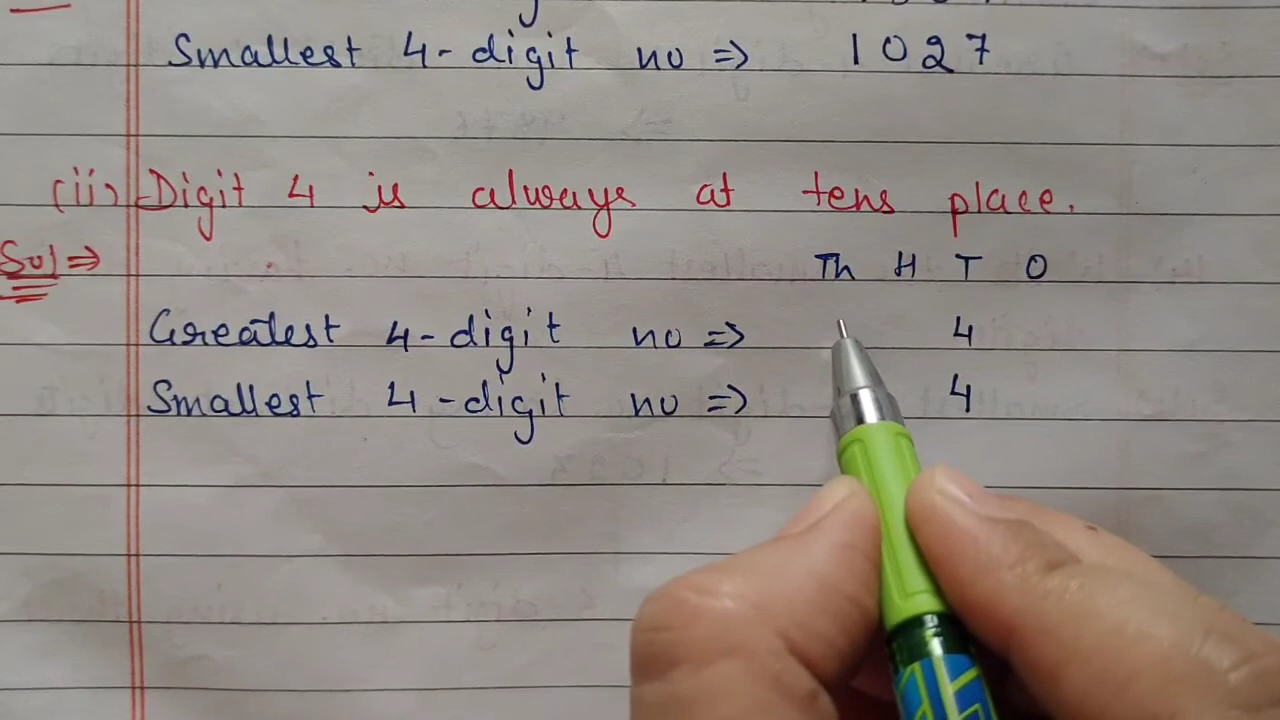 Smallest 4-digit no => 1027
(ii) Digit 4 is always at tens place.
Sol =>
Th H T O
Greatest 4-digit no => 4
Smallest 4-digit no => 4